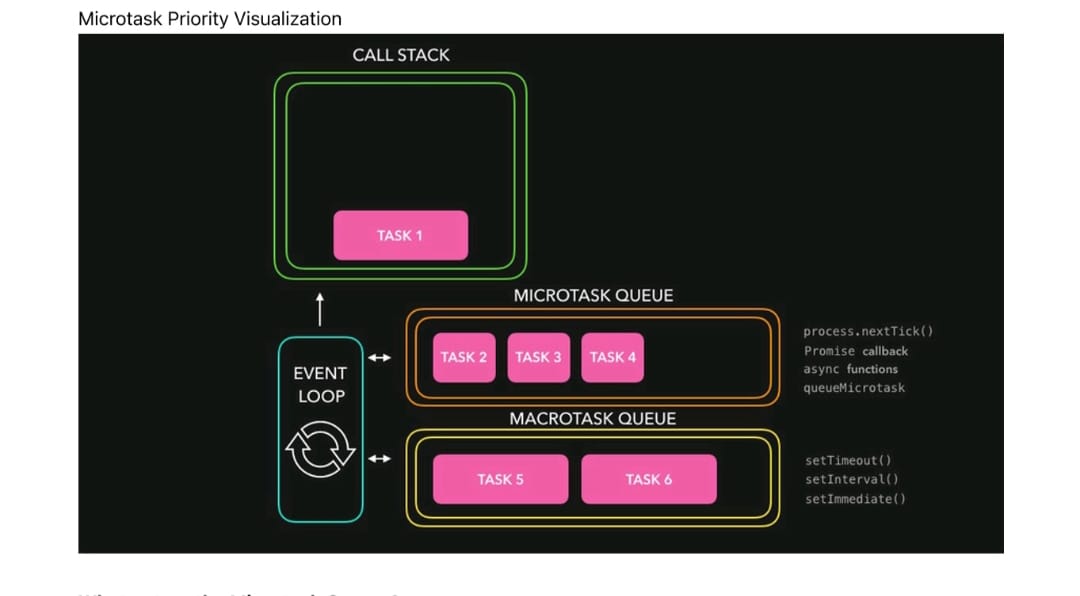 Microtask Priority Visualization
CALL STACK
TASK 1
MICROTASK QUEUE
EVENT
LOOP
TASK 2
TASK 3
TASK 4
process.nextTick()
Promise callback
async functions
queueMicrotask
MACROTASK QUEUE
TASK 5
TASK 6
setTimeout()
setInterval()
setImmediate()